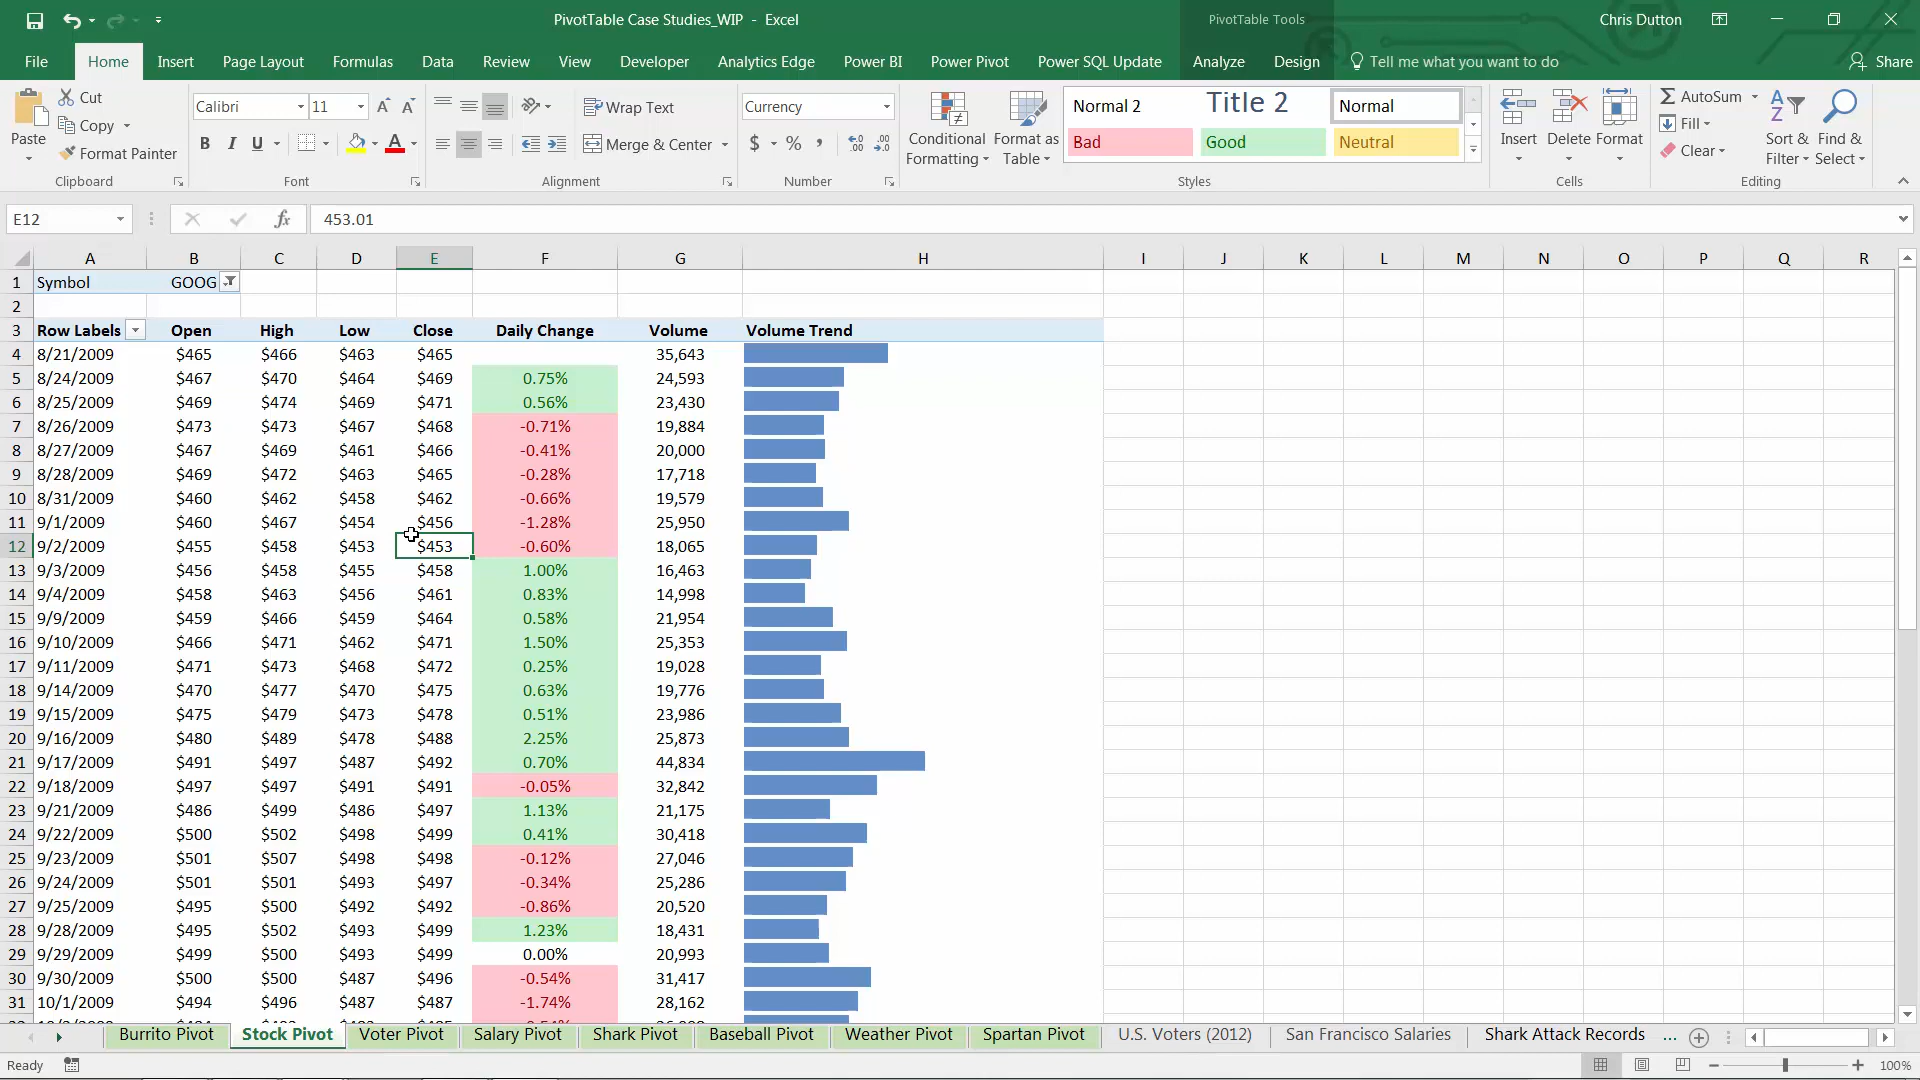 PivotTable Case Studies_WIP - Excel
PivotTable Tools
Chris Dutton
File Home Insert Page Layout Formulas Data Review View Developer Analytics Edge Power BI Power Pivot Power SQL Update Analyze Design Tell me what you want to do Share
Paste
Cut
Copy
Format Painter
Clipboard
Calibri 11
B I U
Font
Wrap Text
Merge & Center
Alignment
Currency
$ % ,
Number
Conditional Formatting
Format as Table
Normal 2 Title 2 Normal
Bad Good Neutral
Styles
Insert Delete Format
Cells
AutoSum
Fill
Clear
Sort & Filter
Find & Select
Editing
E12 fx 453.01
A B C D E F G H I J K L M N O P Q R
1 Symbol GOOG
2
3 Row Labels Open High Low Close Daily Change Volume Volume Trend
4 8/21/2009 $465 $466 $463 $465 35,643
5 8/24/2009 $467 $470 $464 $469 0.75% 24,593
6 8/25/2009 $469 $474 $469 $471 0.56% 23,430
7 8/26/2009 $473 $473 $467 $468 -0.71% 19,884
8 8/27/2009 $467 $469 $461 $466 -0.41% 20,000
9 8/28/2009 $469 $472 $463 $465 -0.28% 17,718
10 8/31/2009 $460 $462 $458 $462 -0.66% 19,579
11 9/1/2009 $460 $467 $454 $456 -1.28% 25,950
12 9/2/2009 $455 $458 $453 $453 -0.60% 18,065
13 9/3/2009 $456 $458 $455 $458 1.00% 16,463
14 9/4/2009 $458 $463 $456 $461 0.83% 14,998
15 9/9/2009 $459 $466 $459 $464 0.58% 21,954
16 9/10/2009 $466 $471 $462 $471 1.50% 25,353
17 9/11/2009 $471 $473 $468 $472 0.25% 19,028
18 9/14/2009 $470 $477 $470 $475 0.63% 19,776
19 9/15/2009 $475 $479 $473 $478 0.51% 23,986
20 9/16/2009 $480 $489 $478 $488 2.25% 25,873
21 9/17/2009 $491 $497 $487 $492 0.70% 44,834
22 9/18/2009 $497 $497 $491 $491 -0.05% 32,842
23 9/21/2009 $486 $499 $486 $497 1.13% 21,175
24 9/22/2009 $500 $502 $498 $499 0.41% 30,418
25 9/23/2009 $501 $507 $498 $498 -0.12% 27,046
26 9/24/2009 $501 $501 $493 $497 -0.34% 25,286
27 9/25/2009 $495 $500 $492 $492 -0.86% 20,520
28 9/28/2009 $495 $502 $493 $499 1.23% 18,431
29 9/29/2009 $499 $500 $493 $499 0.00% 20,993
30 9/30/2009 $500 $500 $487 $496 -0.54% 31,417
31 10/1/2009 $494 $496 $487 $487 -1.74% 28,162
Burrito Pivot Stock Pivot Voter Pivot Salary Pivot Shark Pivot Baseball Pivot Weather Pivot Spartan Pivot U.S. Voters (2012) San Francisco Salaries Shark Attack Records ...
Ready 100%